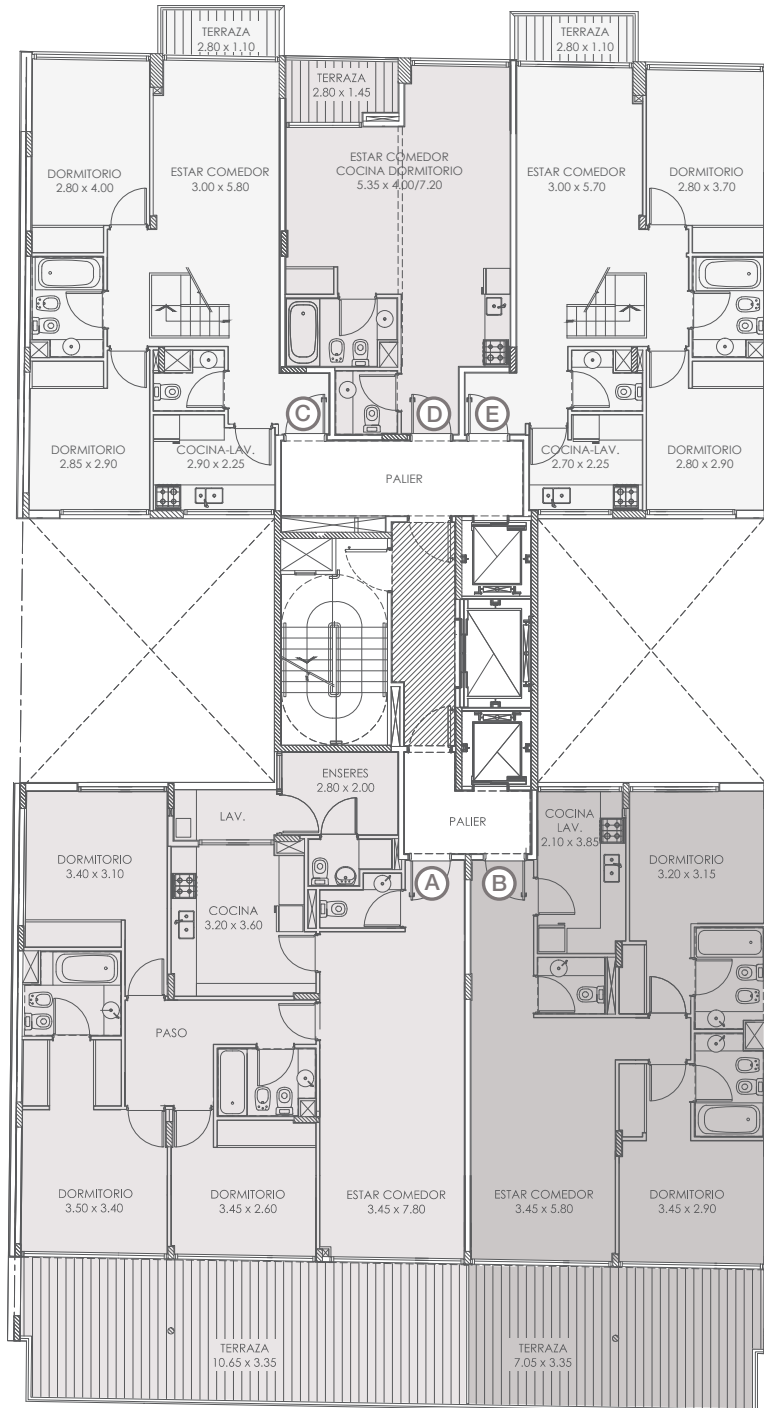 TERRAZA
2.80 x 1.10
TERRAZA
2.80 x 1.10
TERRAZA
2.80 x 1.45
DORMITORIO
2.80 x 4.00
ESTAR COMEDOR
3.00 x 5.80
ESTAR COMEDOR
COCINA DORMITORIO
5.35 x 4.00/7.20
ESTAR COMEDOR
3.00 x 5.70
DORMITORIO
2.80 x 3.70
C
D
E
DORMITORIO
2.85 x 2.90
COCINA-LAV.
2.90 x 2.25
PALIER
COCINA-LAV.
2.70 x 2.25
DORMITORIO
2.80 x 2.90
ENSERES
2.80 x 2.00
LAV.
PALIER
COCINA
LAV.
2.10 x 3.85
DORMITORIO
3.40 x 3.10
DORMITORIO
3.20 x 3.15
A
B
COCINA
3.20 x 3.60
PASO
DORMITORIO
3.50 x 3.40
DORMITORIO
3.45 x 2.60
ESTAR COMEDOR
3.45 x 7.80
ESTAR COMEDOR
3.45 x 5.80
DORMITORIO
3.45 x 2.90
TERRAZA
10.65 x 3.35
TERRAZA
7.05 x 3.35